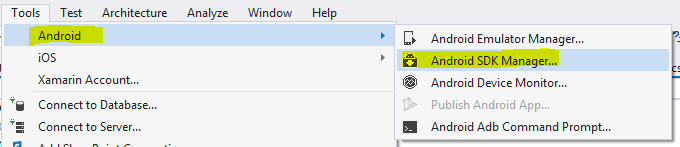 Tools Test Architecture Analyze Window Help
Android
iOS
Xamarin Account...
Connect to Database...
Connect to Server...
Android Emulator Manager...
Android SDK Manager...
Android Device Monitor...
Publish Android App...
Android Adb Command Prompt...